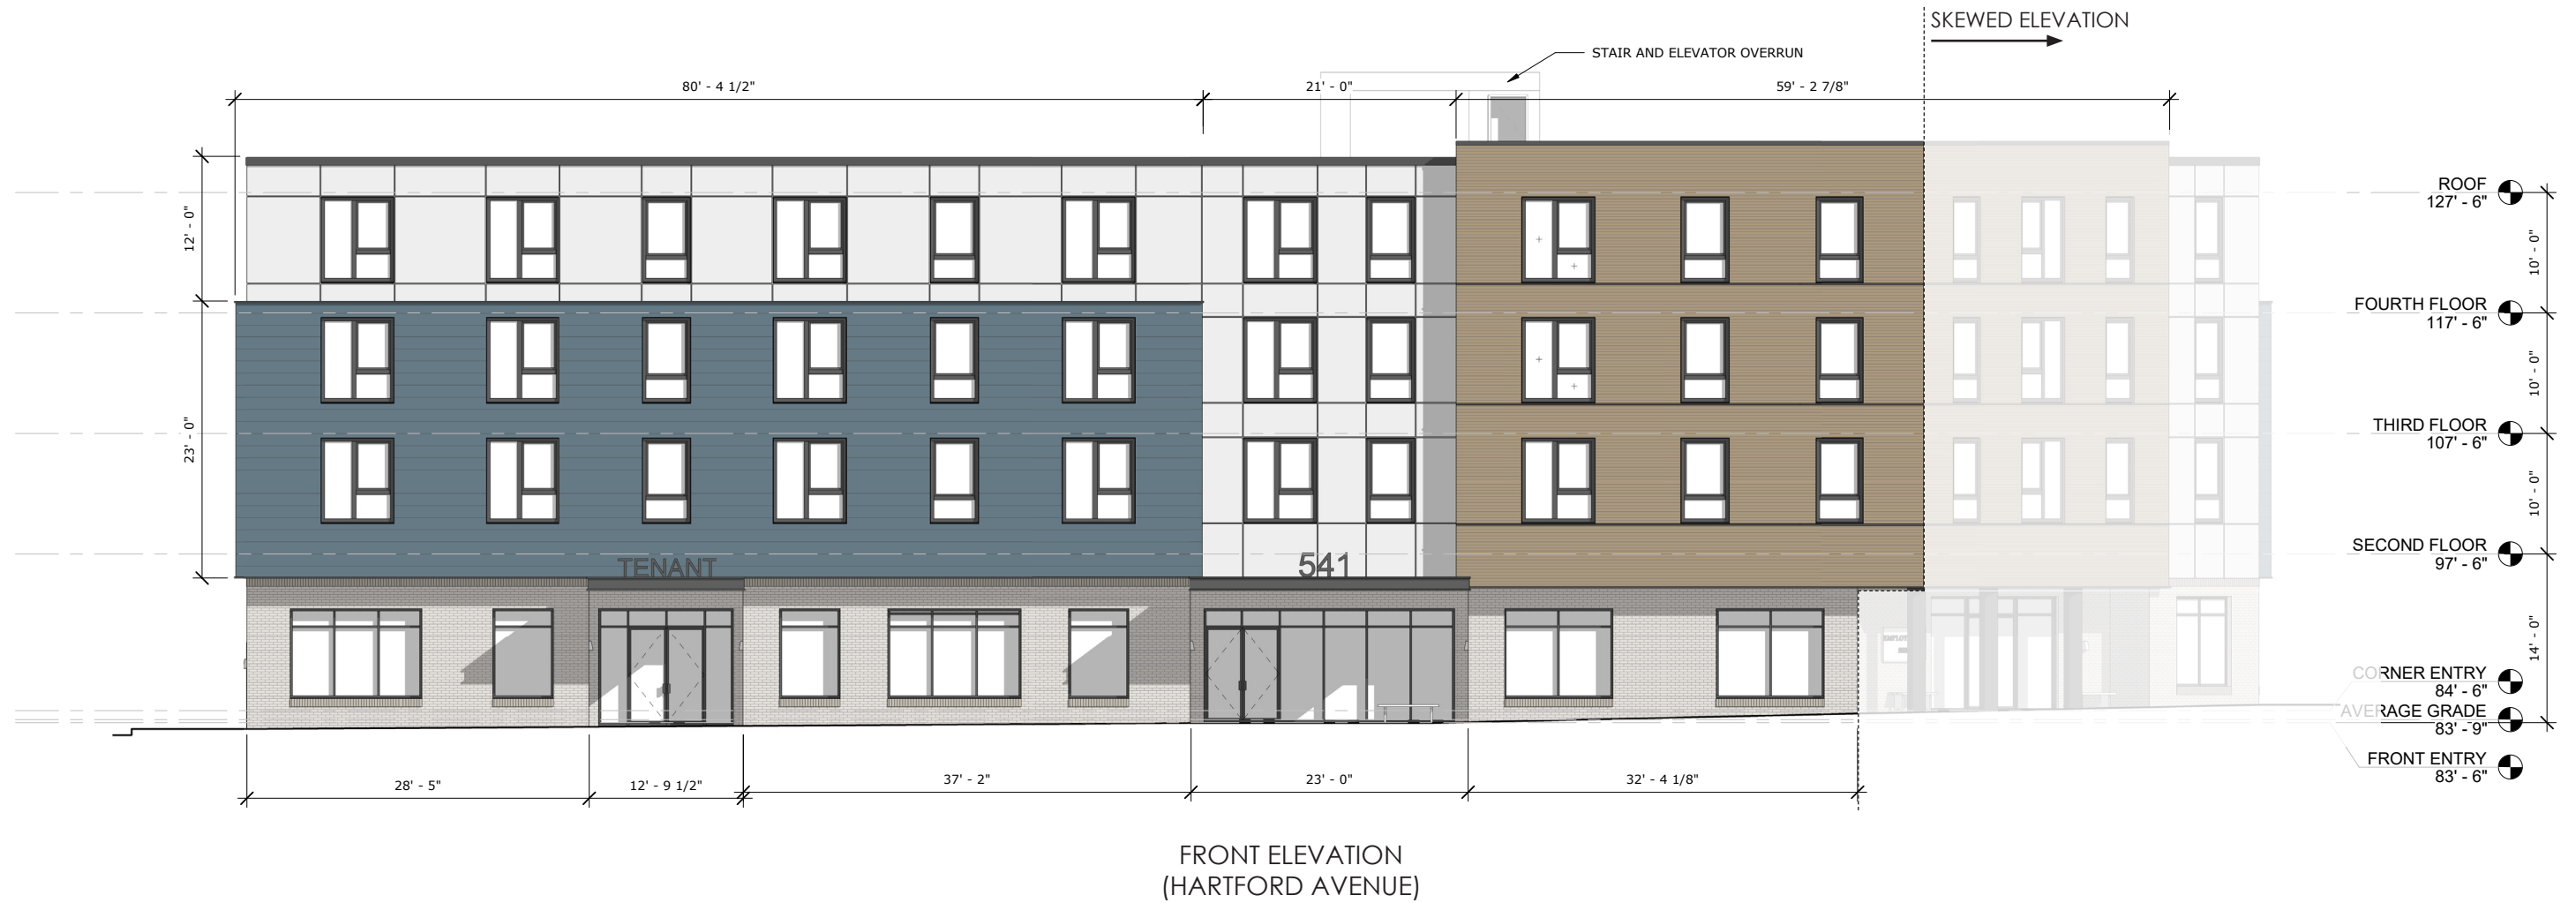 SKEWED ELEVATION
STAIR AND ELEVATOR OVERRUN
80' - 4 1/2"
21' - 0"
59' - 2 7/8"
12' - 0"
23' - 0"
ROOF
127' - 6"
10' - 0"
FOURTH FLOOR
117' - 6"
10' - 0"
THIRD FLOOR
107' - 6"
10' - 0"
SECOND FLOOR
97' - 6"
14' - 0"
TENANT
541
CORNER ENTRY
84' - 6"
AVERAGE GRADE
83' - 9"
FRONT ENTRY
83' - 6"
28' - 5"
12' - 9 1/2"
37' - 2"
23' - 0"
32' - 4 1/8"
FRONT ELEVATION
(HARTFORD AVENUE)